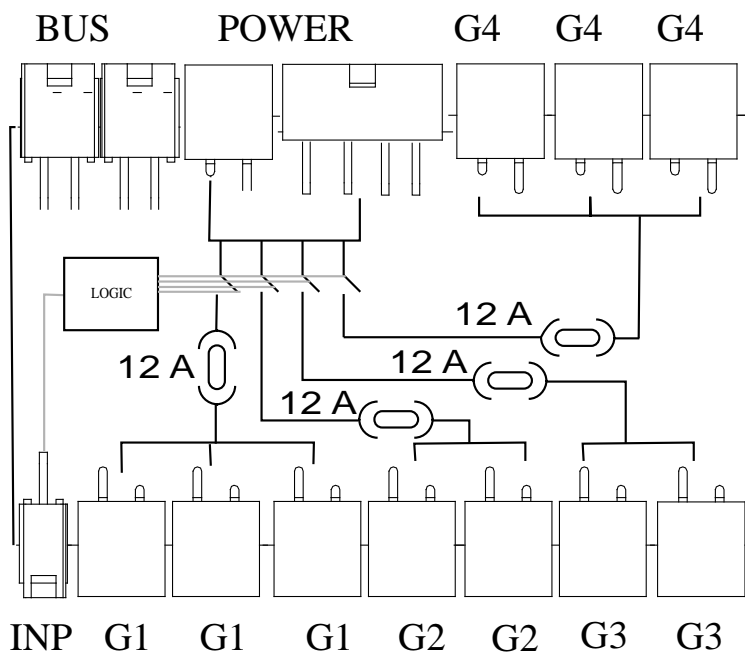 BUS POWER G4 G4 G4
LOGIC
12 A
12 A
12 A
12 A
INP G1 G1 G1 G2 G2 G3 G3